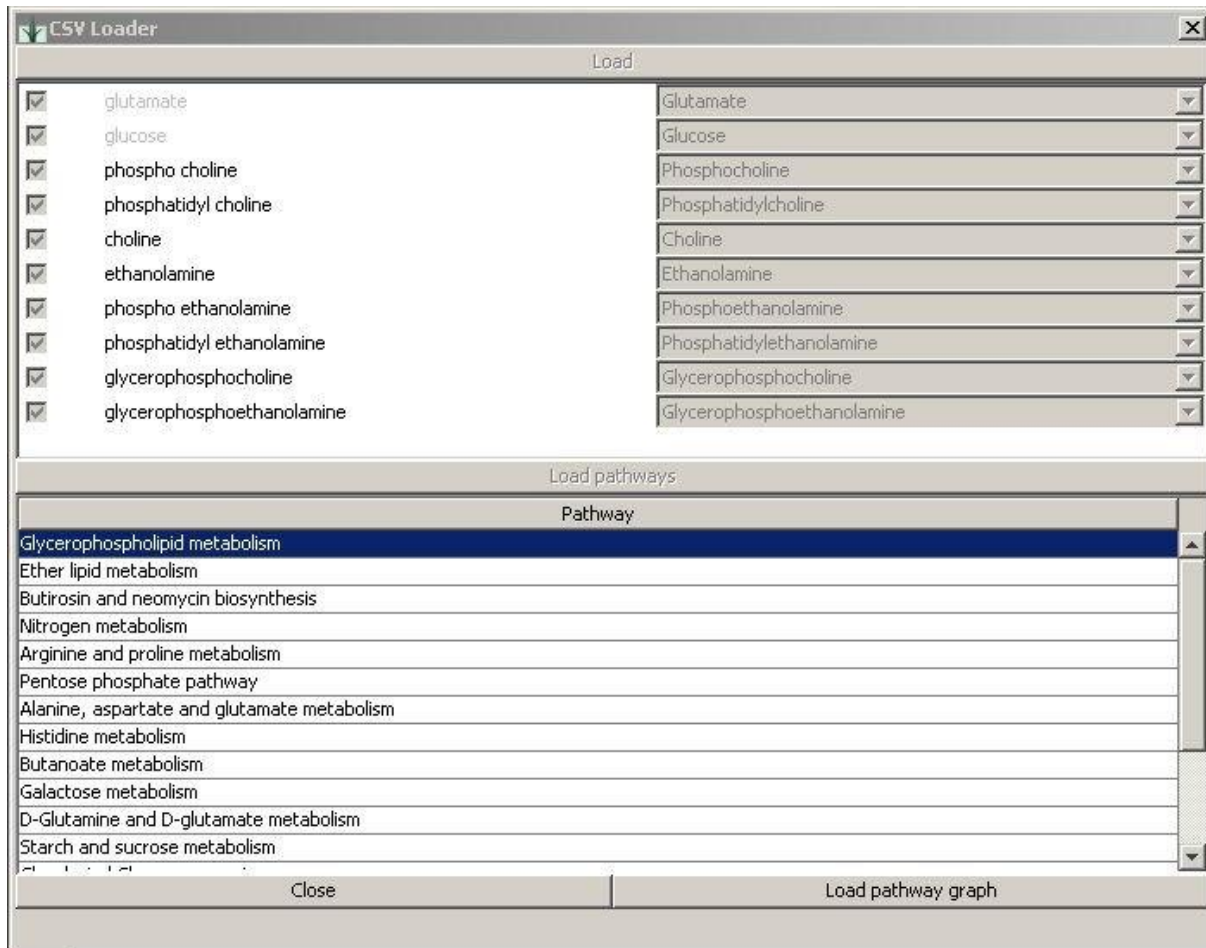 CSV Loader
Load
glutamate Glutamate
glucose Glucose
phospho choline Phosphocholine
phosphatidyl choline Phosphatidylcholine
choline Choline
ethanolamine Ethanolamine
phospho ethanolamine Phosphoethanolamine
phosphatidyl ethanolamine Phosphatidylethanolamine
glycerophosphocholine Glycerophosphocholine
glycerophosphoethanolamine Glycerophosphoethanolamine
Load pathways
Pathway
Glycerophospholipid metabolism
Ether lipid metabolism
Butirosin and neomycin biosynthesis
Nitrogen metabolism
Arginine and proline metabolism
Pentose phosphate pathway
Alanine, aspartate and glutamate metabolism
Histidine metabolism
Butanoate metabolism
Galactose metabolism
D-Glutamine and D-glutamate metabolism
Starch and sucrose metabolism
Close Load pathway graph